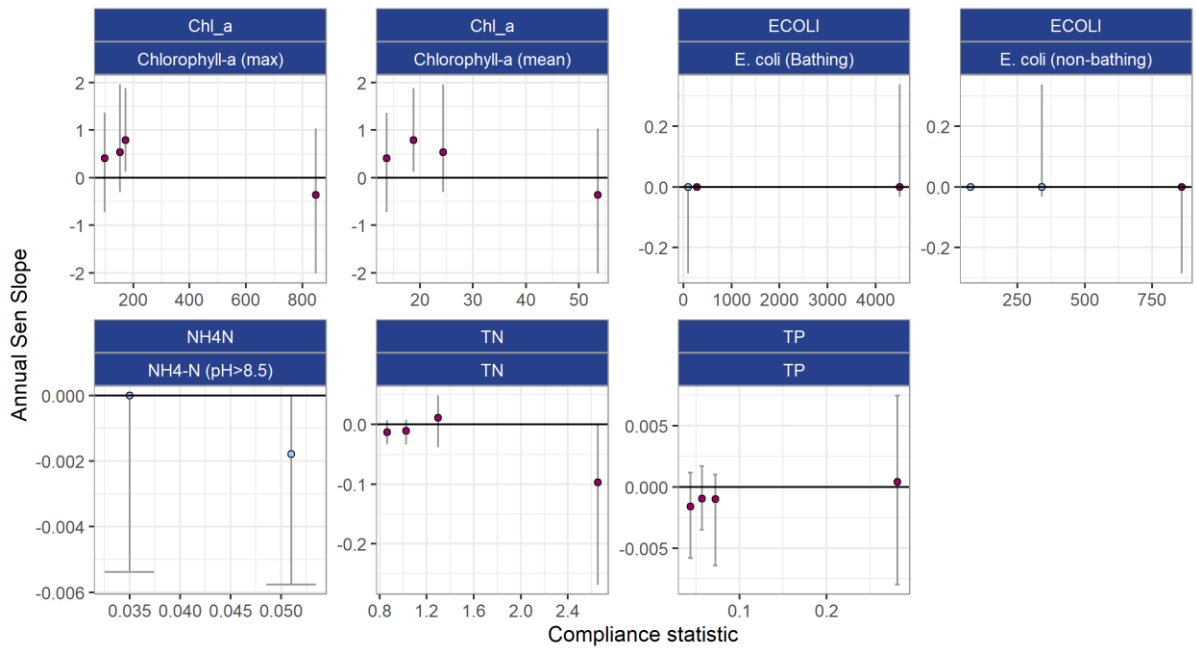 Chl_a
Chlorophyll-a (max)
2
1
0
-1
-2
200 400 600 800
Chl_a
Chlorophyll-a (mean)
2
1
0
-1
-2
20 30 40 50
ECOLI
E. coli (Bathing)
0.2
0.0
-0.2
0 1000 2000 3000 4000
ECOLI
E. coli (non-bathing)
0.2
0.0
-0.2
250 500 750
Annual Sen Slope
NH4N
NH4-N (pH>8.5)
0.000
-0.002
-0.004
-0.006
0.035 0.040 0.045 0.050
TN
TN
0.0
-0.1
-0.2
0.8 1.2 1.6 2.0 2.4
TP
TP
0.005
0.000
-0.005
0.1 0.2
Compliance statistic